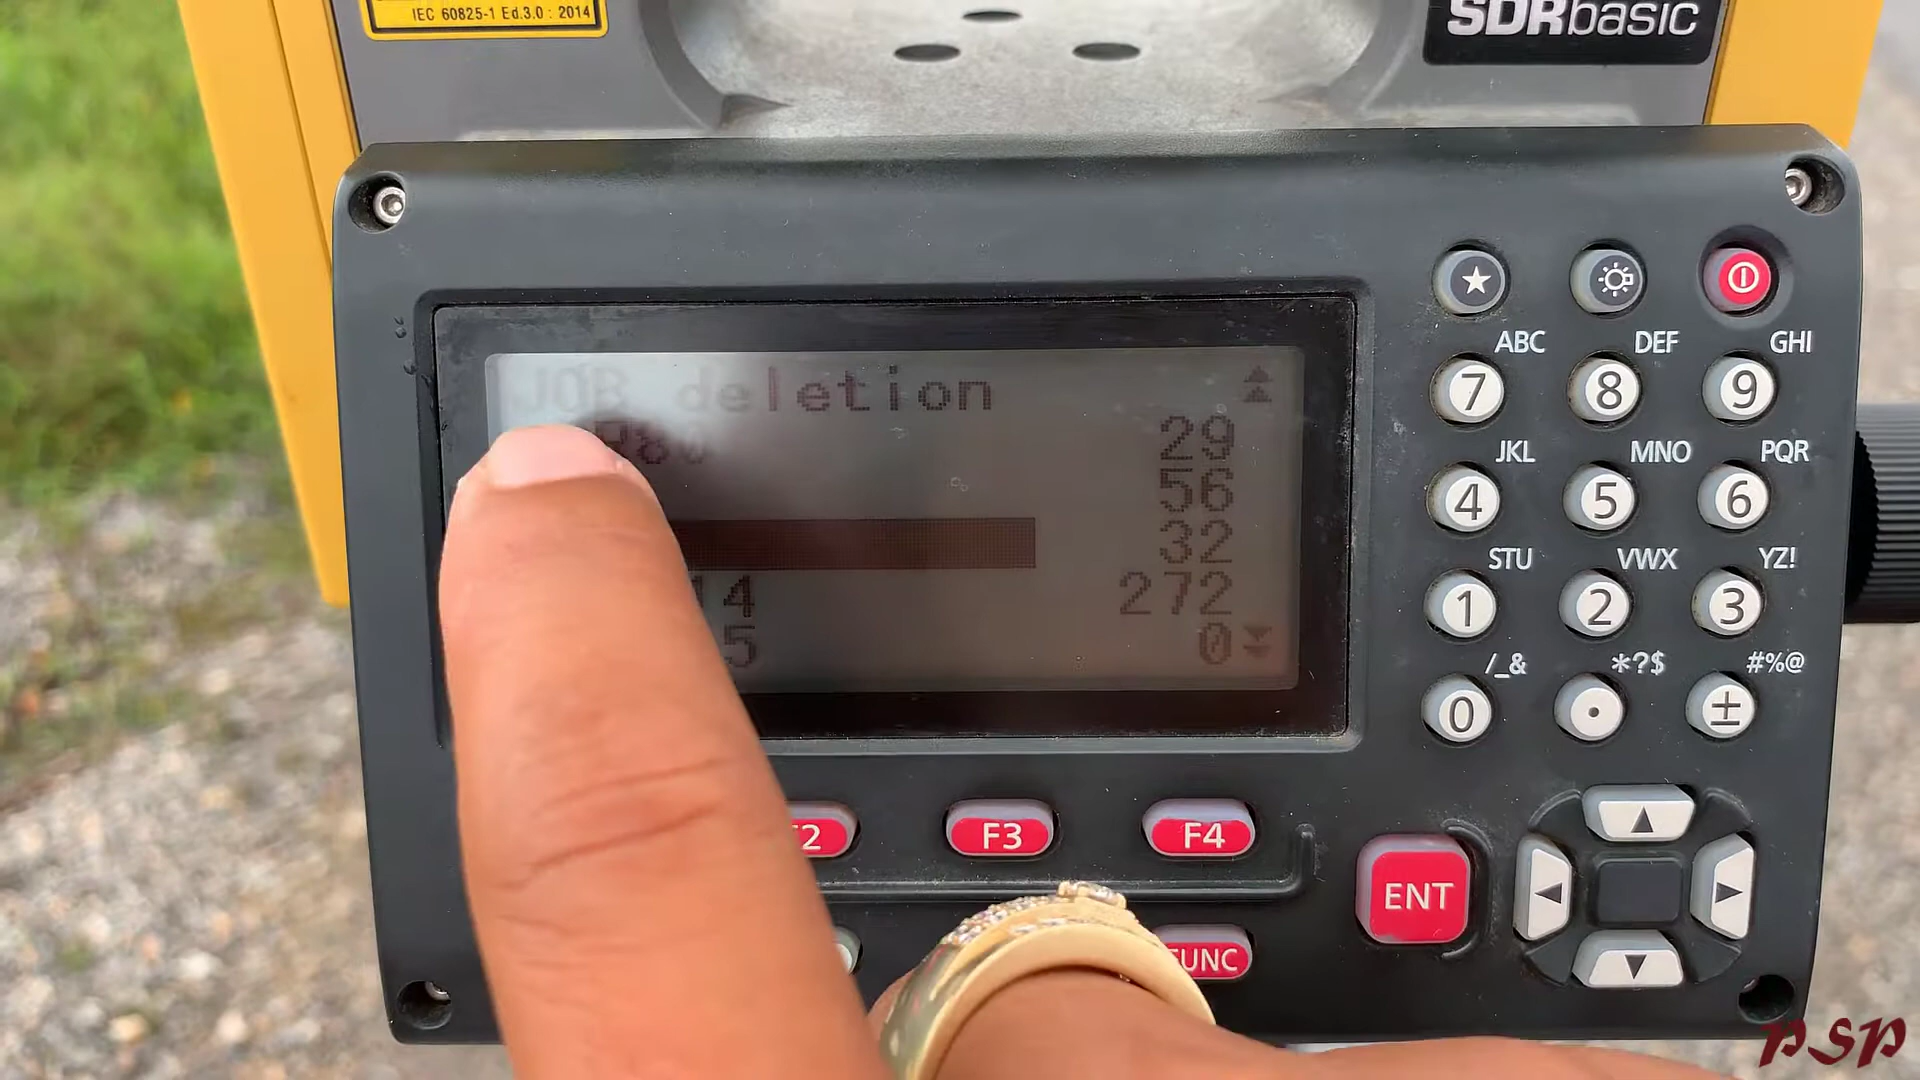 IEC 60825-1 Ed.3.0 : 2014
SDRbasic
JOB deletion
P80 29
56
32
14 272
5 0
ABC DEF GHI
7 8 9
JKL MNO PQR
4 5 6
STU VWX YZ!
1 2 3
/_& *?$ #%@
0 • ±
F3 F4
ENT
PSP